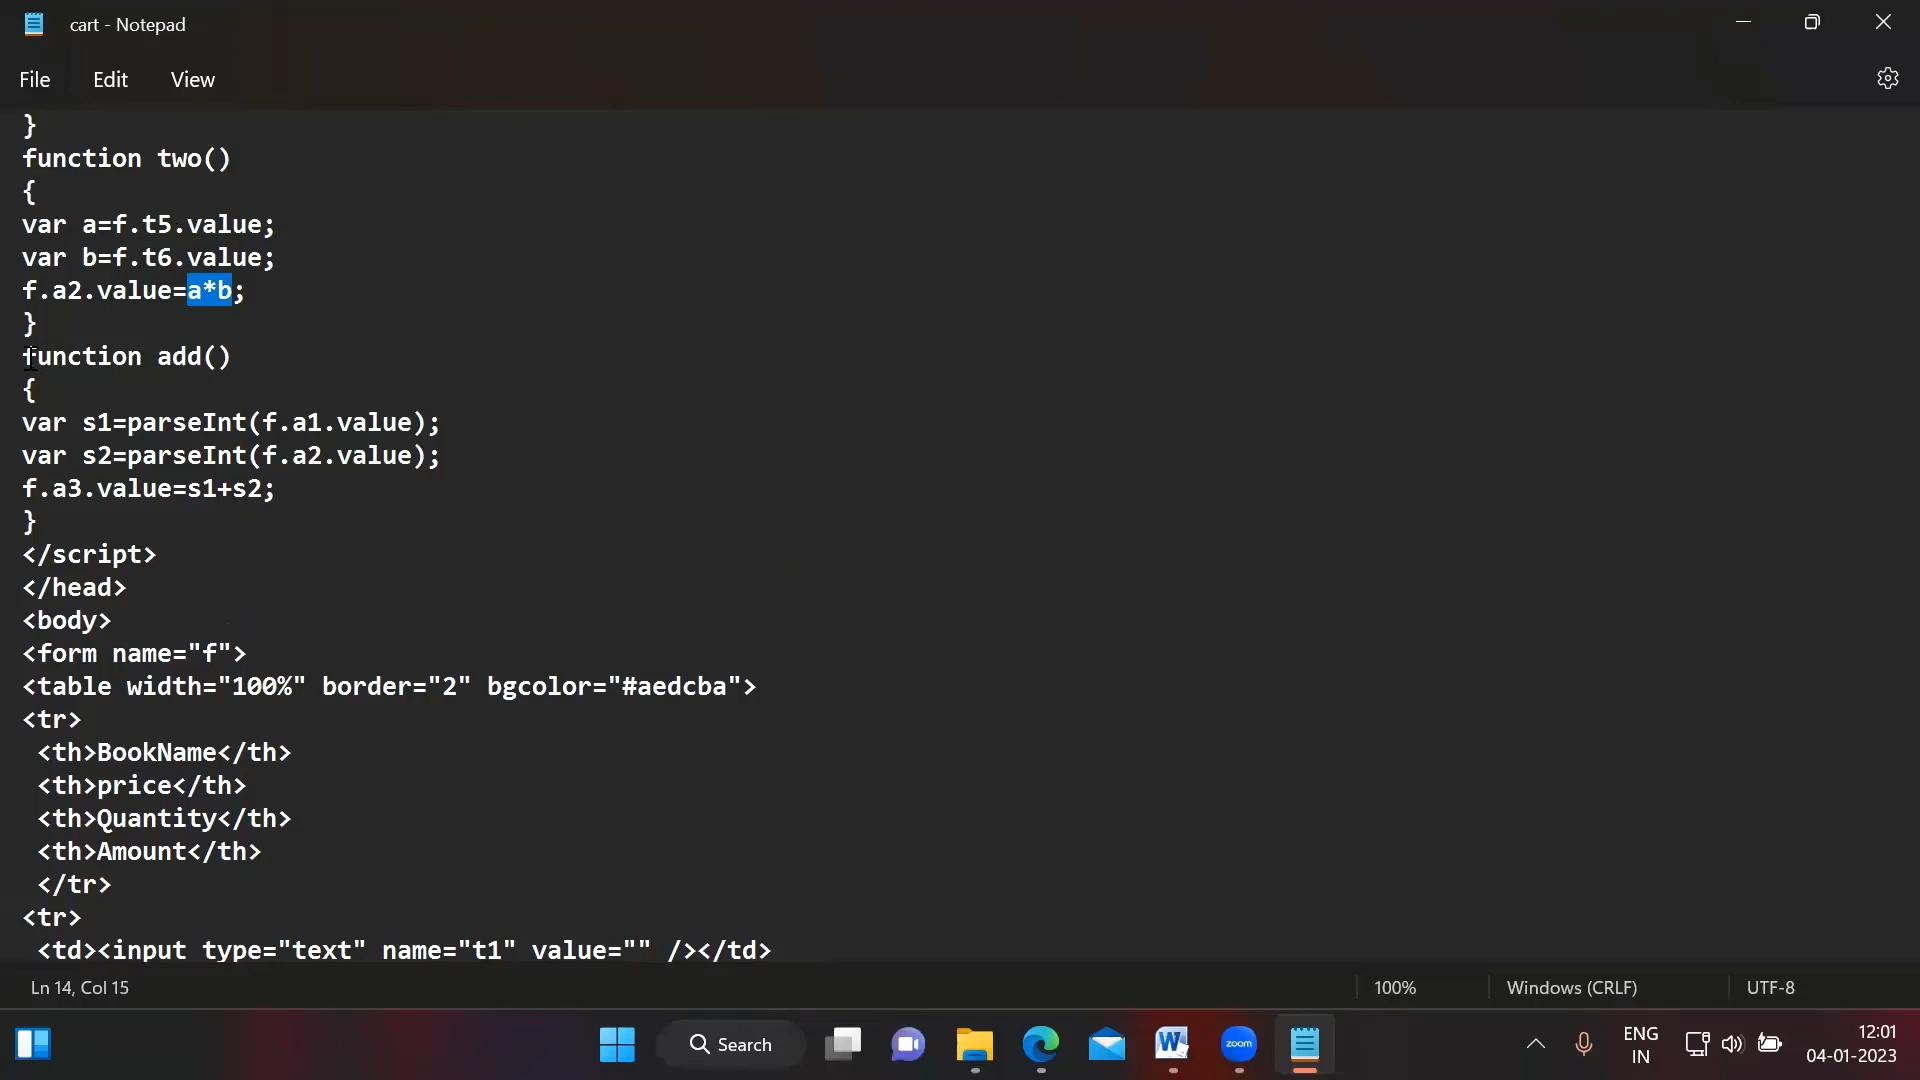 cart - Notepad
File Edit View
}
function two()
{
var a=f.t5.value;
var b=f.t6.value;
f.a2.value=a*b;
}
function add()
{
var s1=parseInt(f.a1.value);
var s2=parseInt(f.a2.value);
f.a3.value=s1+s2;
}
</script>
</head>
<body>
<form name="f">
<table width="100%" border="2" bgcolor="#aedcba">
<tr>
<th>BookName</th>
<th>price</th>
<th>Quantity</th>
<th>Amount</th>
</tr>
<tr>
<td><input type="text" name="t1" value="" /></td>
Ln 14, Col 15 100% Windows (CRLF) UTF-8
Search W zoom ENG 12:01
IN 04-01-2023